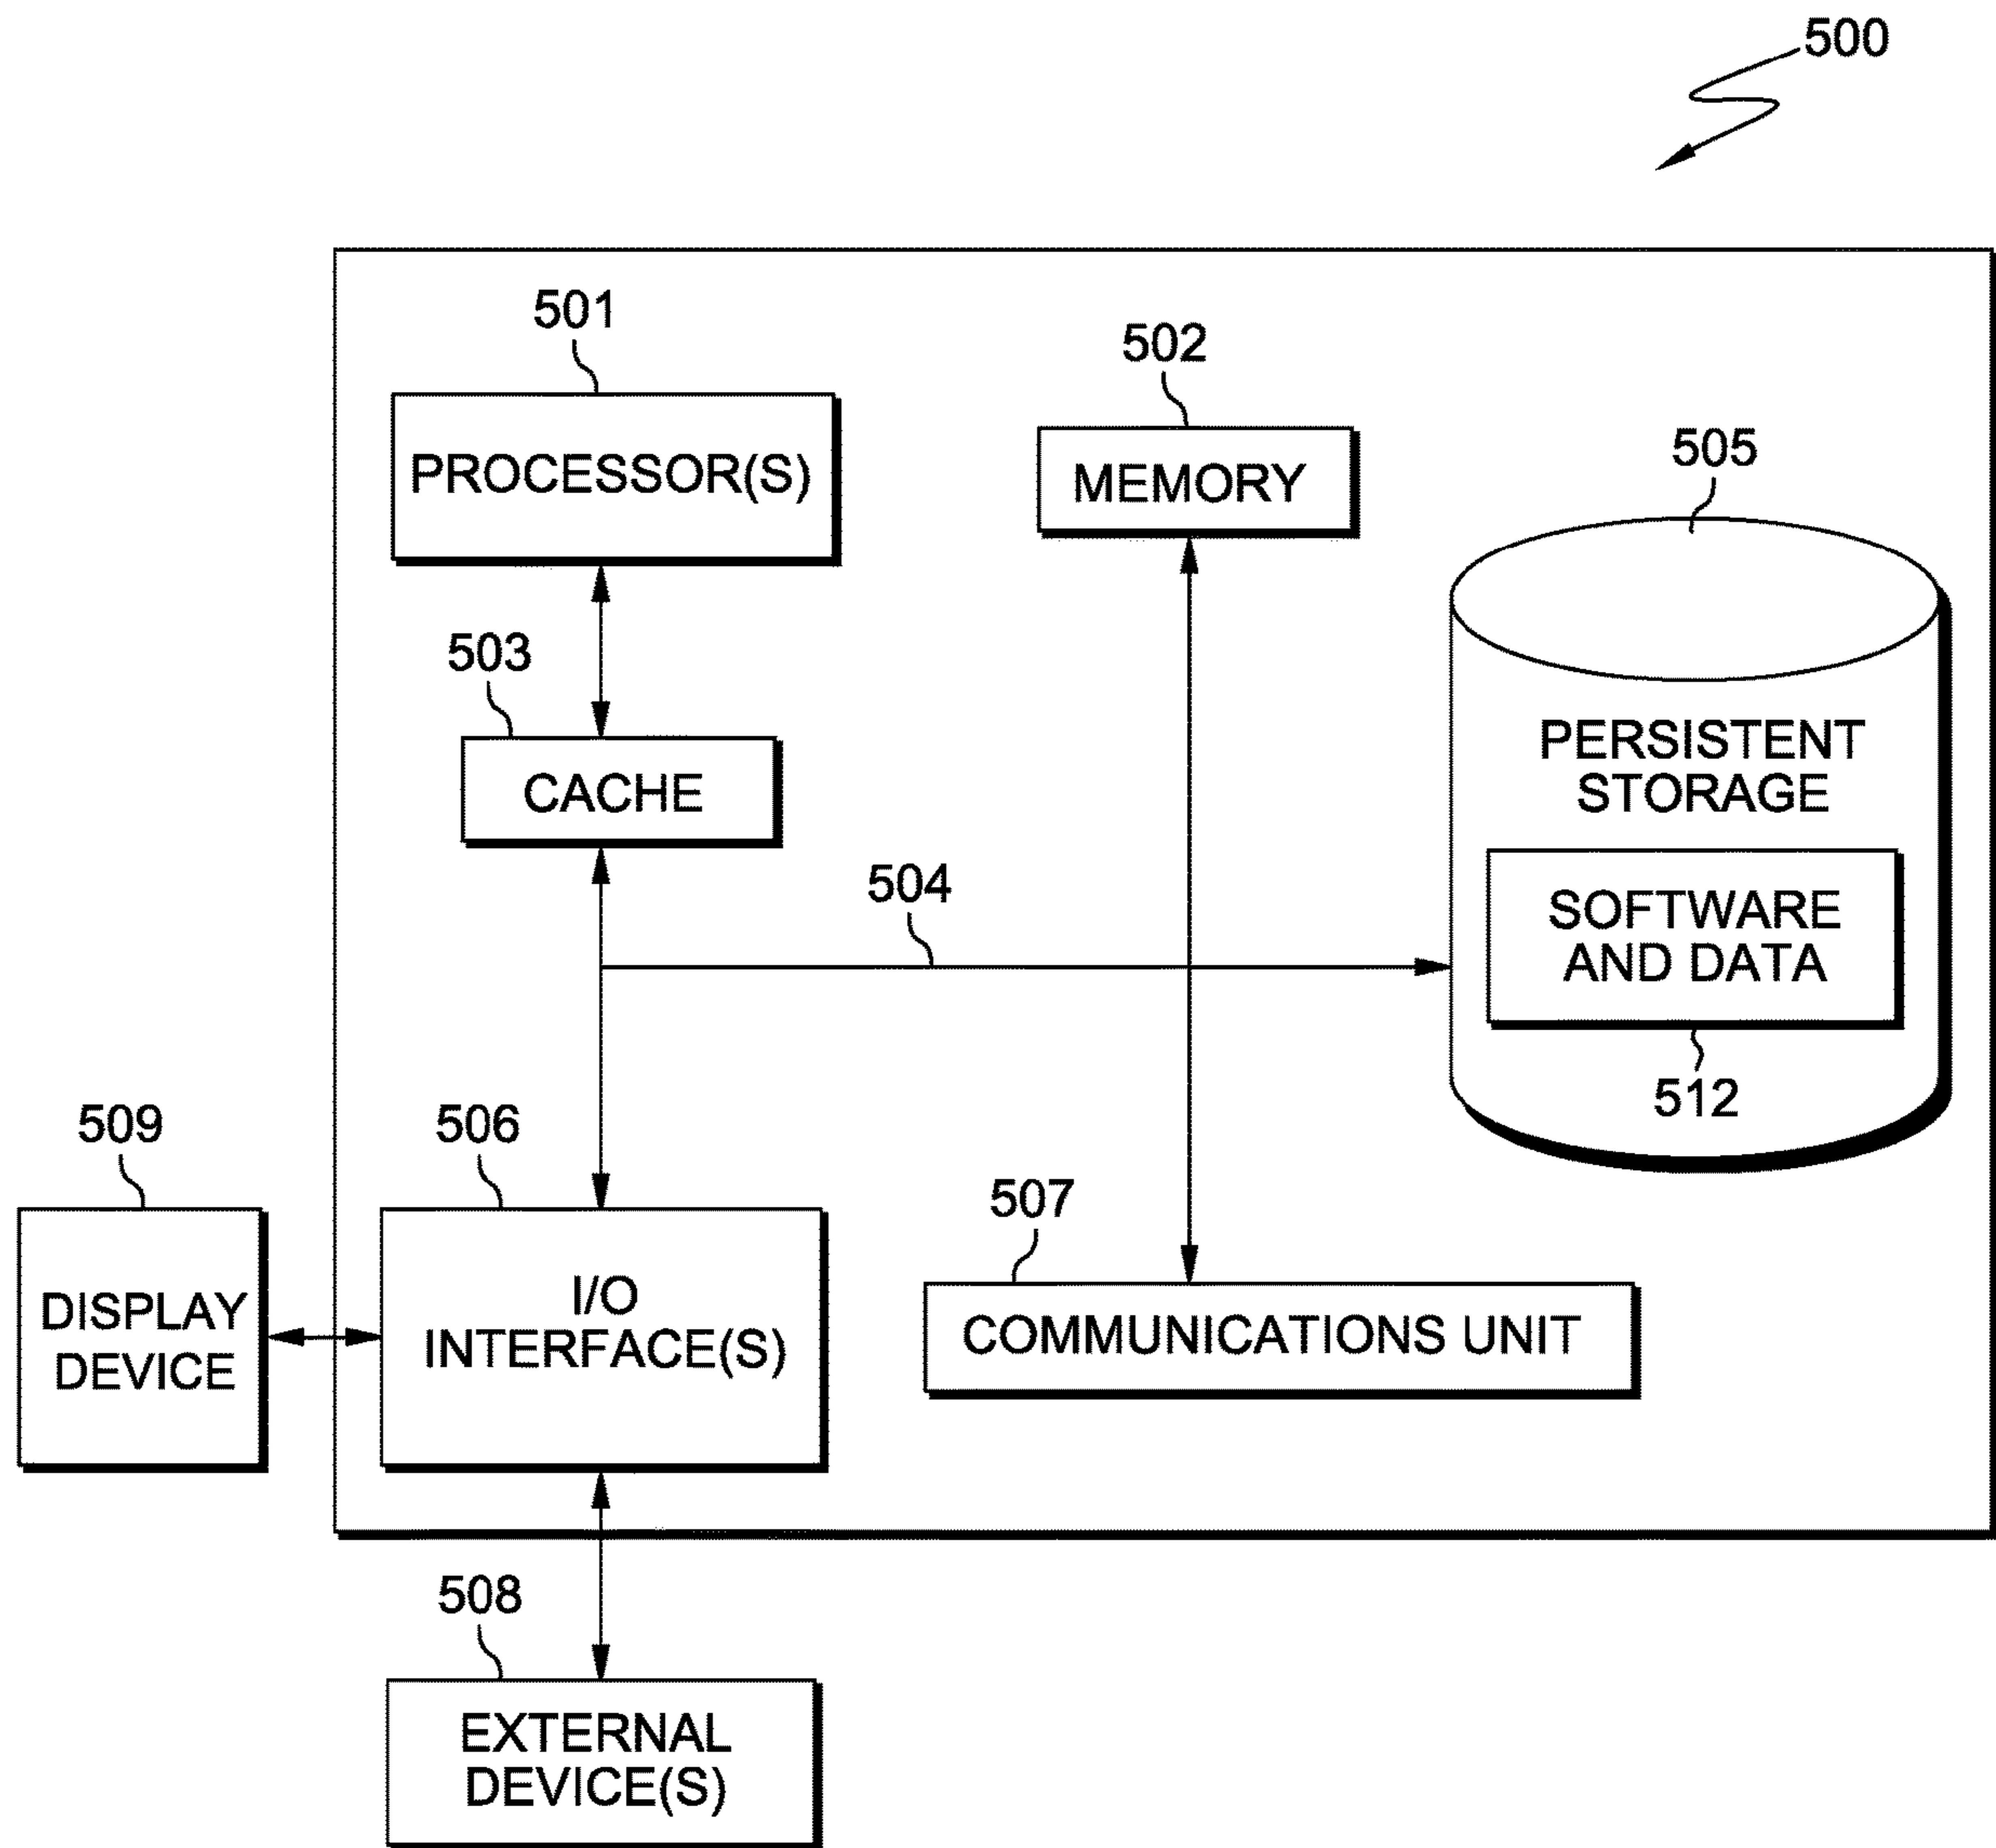 500
501
PROCESSOR(S)
502
MEMORY
505
503
CACHE
PERSISTENT
STORAGE
504
SOFTWARE
AND DATA
512
509
DISPLAY
DEVICE
506
I/O
INTERFACE(S)
507
COMMUNICATIONS UNIT
508
EXTERNAL
DEVICE(S)